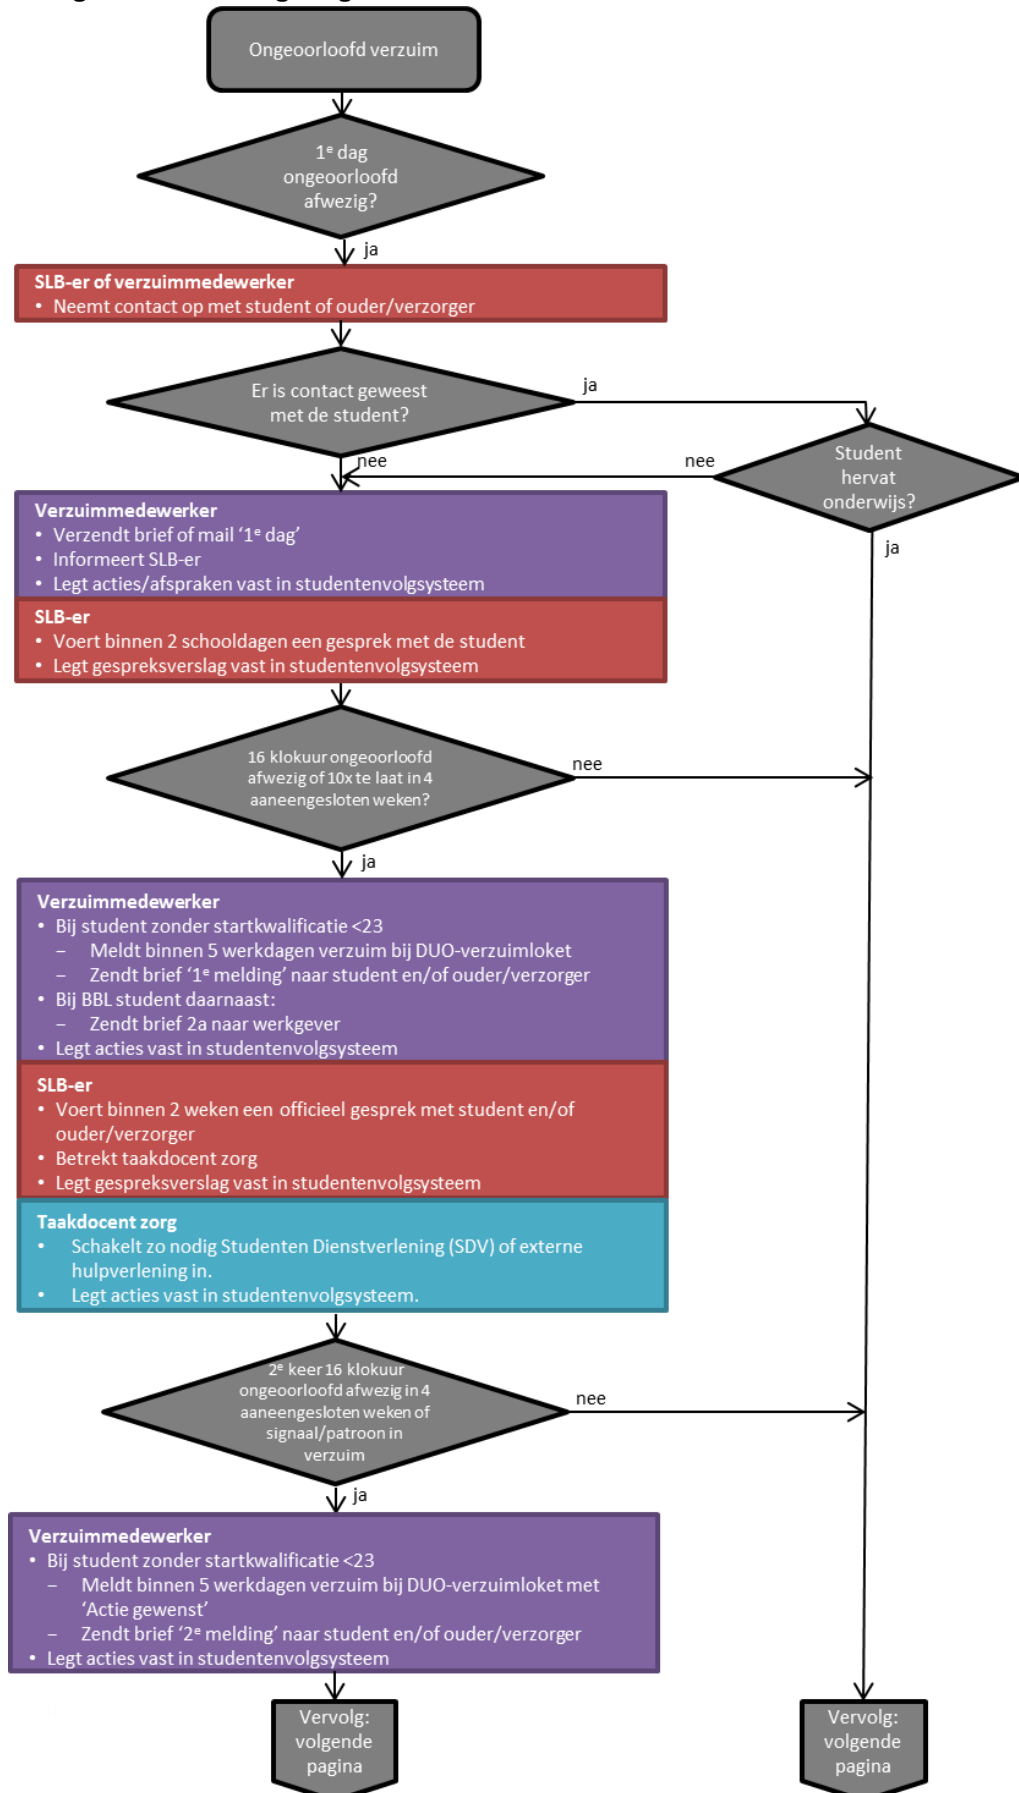 Ongeoorloofd verzuim
1e dag
ongeoorloofd
afwezig?
ja
SLB-er of verzuimmedewerker
• Neemt contact op met student of ouder/verzorger
Er is contact geweest
met de student?
ja
nee
Student
hervat
onderwijs?
nee
ja
Verzuimmedewerker
• Verzendt brief of mail ‘1e dag’
• Informeert SLB-er
• Legt acties/afspraken vast in studentenvolgsysteem
SLB-er
• Voert binnen 2 schooldagen een gesprek met de student
• Legt gespreksverslag vast in studentenvolgsysteem
16 klokuur ongeoorloofd
afwezig of 10x te laat in 4
aaneengesloten weken?
nee
ja
Verzuimmedewerker
• Bij student zonder startkwalificatie <23
– Meldt binnen 5 werkdagen verzuim bij DUO-verzuimloket
– Zendt brief ‘1e melding’ naar student en/of ouder/verzorger
• Bij BBL student daarnaast:
– Zendt brief 2a naar werkgever
• Legt acties vast in studentenvolgsysteem
SLB-er
• Voert binnen 2 weken een officieel gesprek met student en/of
ouder/verzorger
• Betrekt taakdocent zorg
• Legt gespreksverslag vast in studentenvolgsysteem
Taakdocent zorg
• Schakelt zo nodig Studenten Dienstverlening (SDV) of externe
hulpverlening in.
• Legt acties vast in studentenvolgsysteem.
2e keer 16 klokuur
ongeoorloofd afwezig in 4
aaneengesloten weken of
signaal/patroon in
verzuim
nee
ja
Verzuimmedewerker
• Bij student zonder startkwalificatie <23
– Meldt binnen 5 werkdagen verzuim bij DUO-verzuimloket met
‘Actie gewenst’
– Zendt brief ‘2e melding’ naar student en/of ouder/verzorger
• Legt acties vast in studentenvolgsysteem
Vervolg:
volgende
pagina
Vervolg:
volgende
pagina